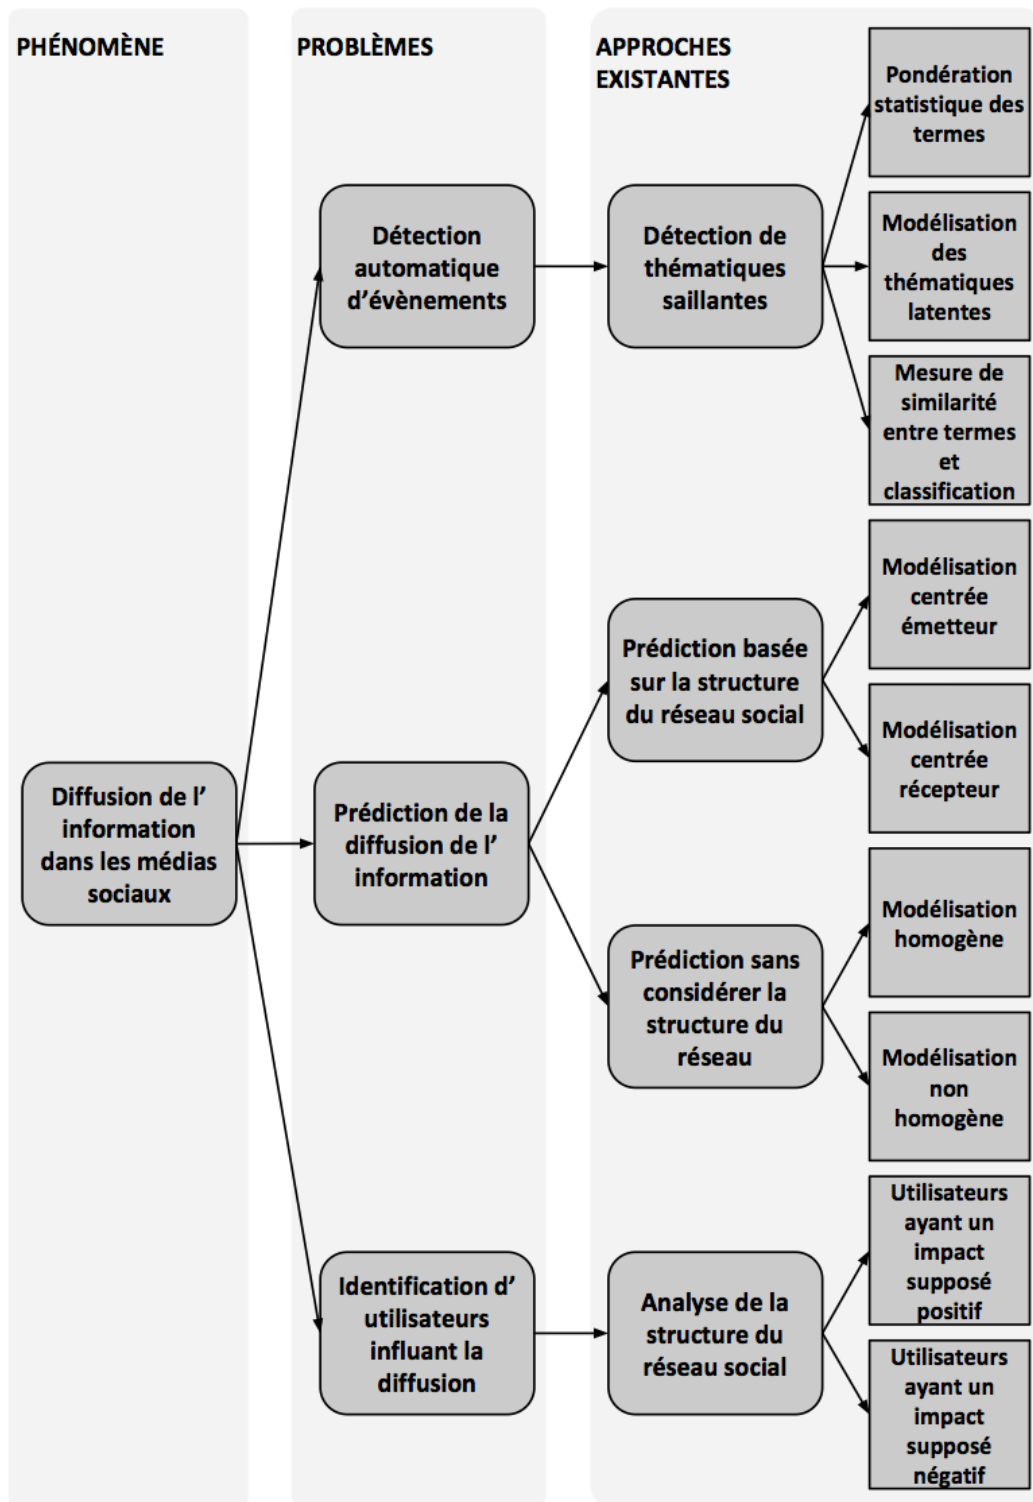 PHÉNOMÈNE
PROBLÈMES
APPROCHES
EXISTANTES
Diffusion de l'
information
dans les médias
sociaux
Détection
automatique
d'évènements
Prédiction de la
diffusion de l'
information
Identification d'
utilisateurs
influant la
diffusion
Détection de
thématiques
saillantes
Prédiction basée
sur la structure
du réseau social
Prédiction sans
considérer la
structure du
réseau
Analyse de la
structure du
réseau social
Pondération
statistique des
termes
Modélisation
des
thématiques
latentes
Mesure de
similarité
entre termes
et
classification
Modélisation
centrée
émetteur
Modélisation
centrée
récepteur
Modélisation
homogène
Modélisation
non
homogène
Utilisateurs
ayant un
impact
supposé
positif
Utilisateurs
ayant un
impact
supposé
négatif